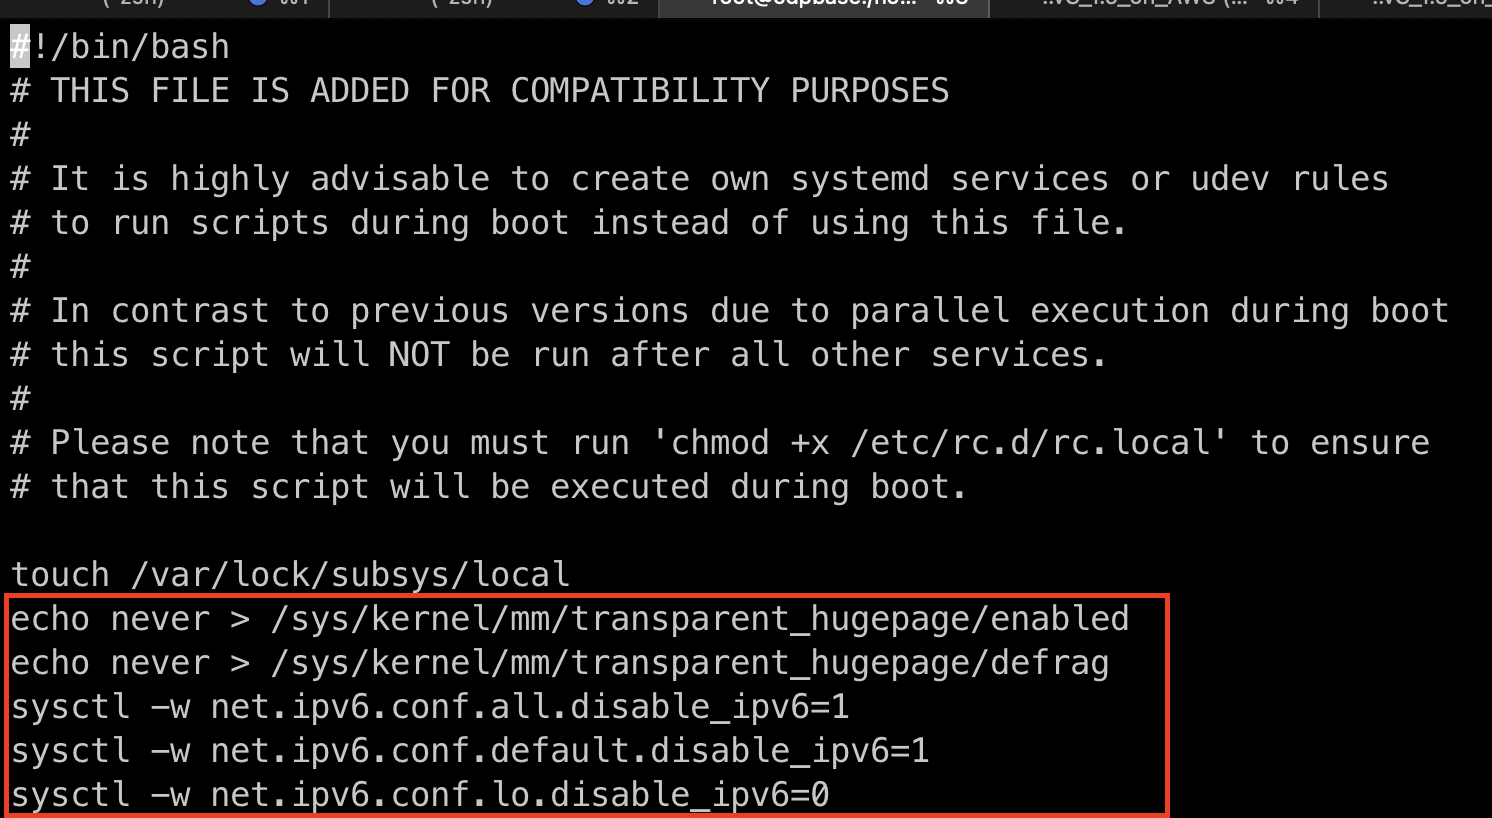 #!/bin/bash
# THIS FILE IS ADDED FOR COMPATIBILITY PURPOSES
#
# It is highly advisable to create own systemd services or udev rules
# to run scripts during boot instead of using this file.
#
# In contrast to previous versions due to parallel execution during boot
# this script will NOT be run after all other services.
#
# Please note that you must run 'chmod +x /etc/rc.d/rc.local' to ensure
# that this script will be executed during boot.
touch /var/lock/subsys/local
echo never > /sys/kernel/mm/transparent_hugepage/enabled
echo never > /sys/kernel/mm/transparent_hugepage/defrag
sysctl -w net.ipv6.conf.all.disable_ipv6=1
sysctl -w net.ipv6.conf.default.disable_ipv6=1
sysctl -w net.ipv6.conf.lo.disable_ipv6=0